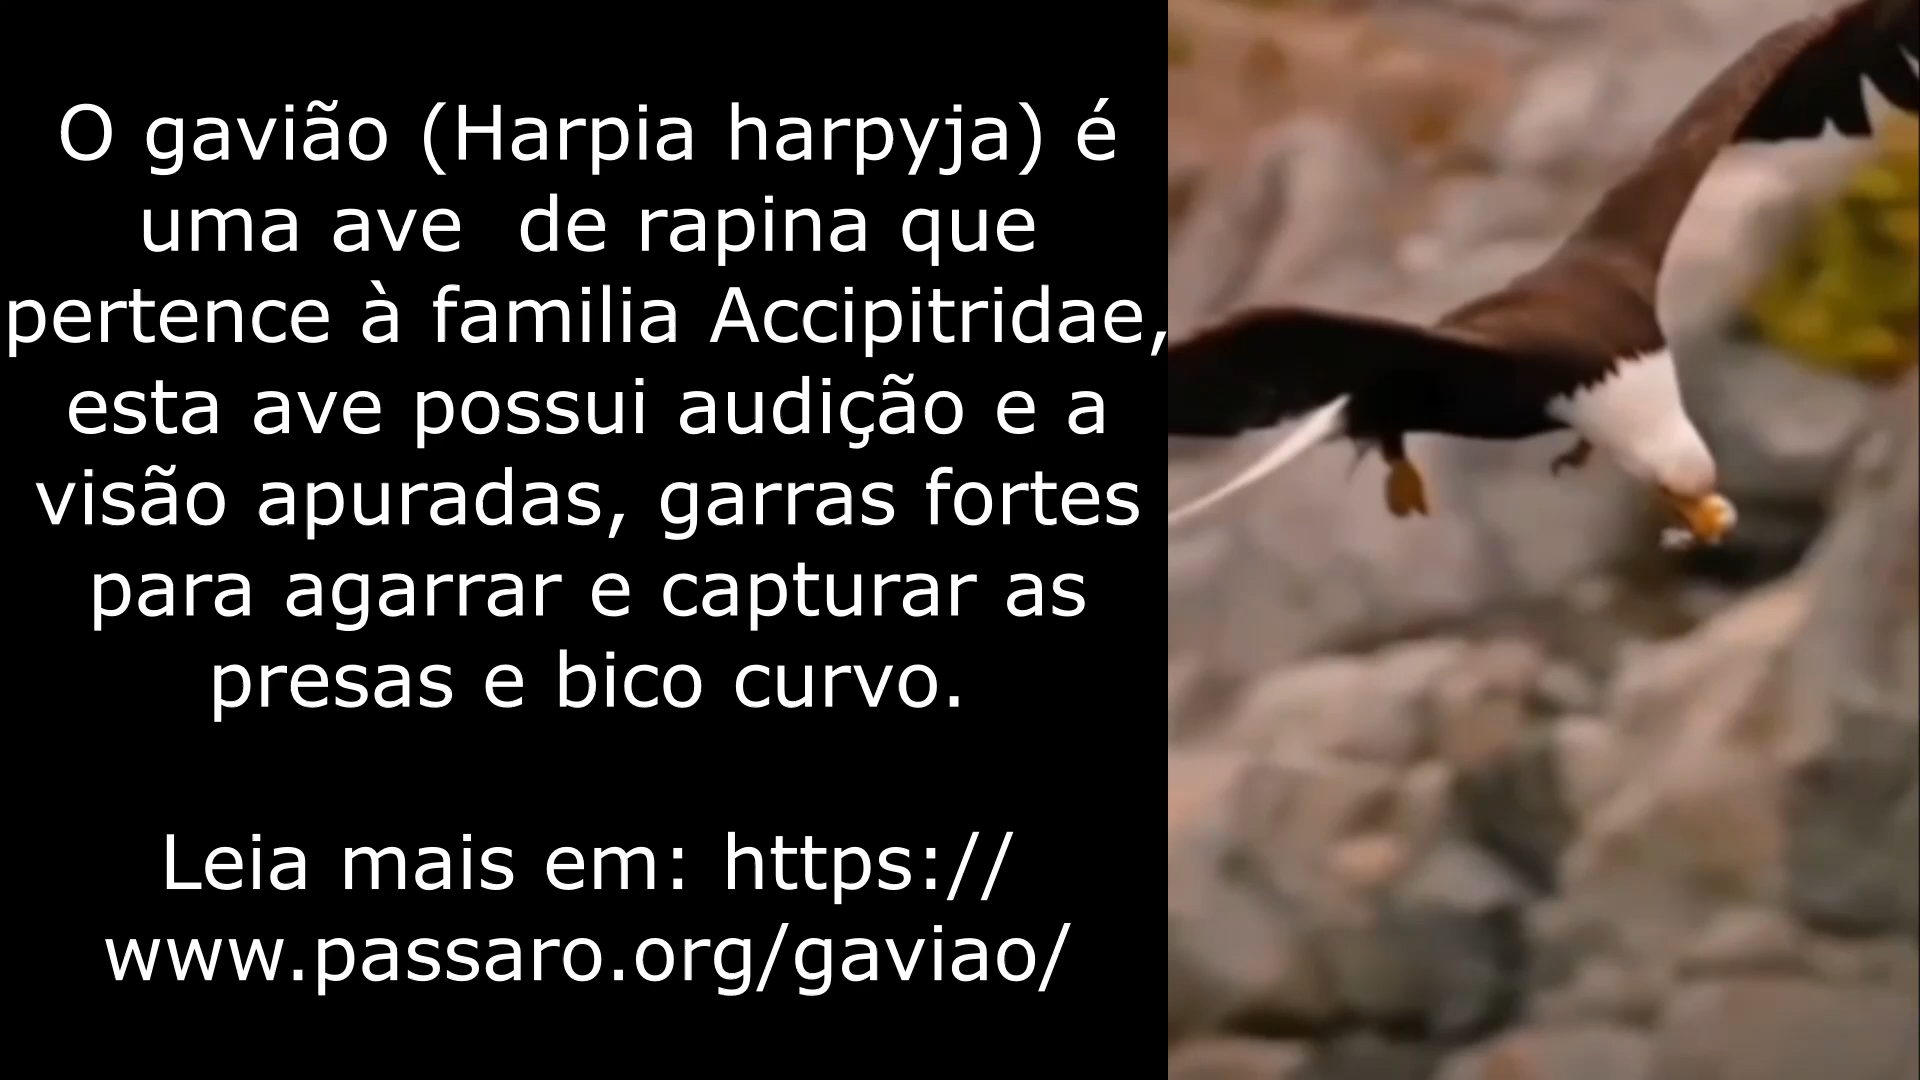 O gavião (Harpia harpyja) é
uma ave  de rapina que
pertence à familia Accipitridae,
esta ave possui audição e a
visão apuradas, garras fortes
para agarrar e capturar as
presas e bico curvo.
Leia mais em: https://
www.passaro.org/gaviao/